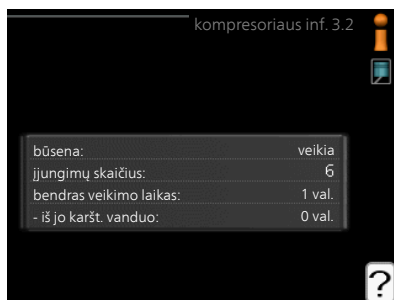 kompresoriaus inf. 3.2
būsena: veikia
įjungimų skaičius: 6
bendras veikimo laikas: 1 val.
- iš jo karšt. vanduo: 0 val.
?